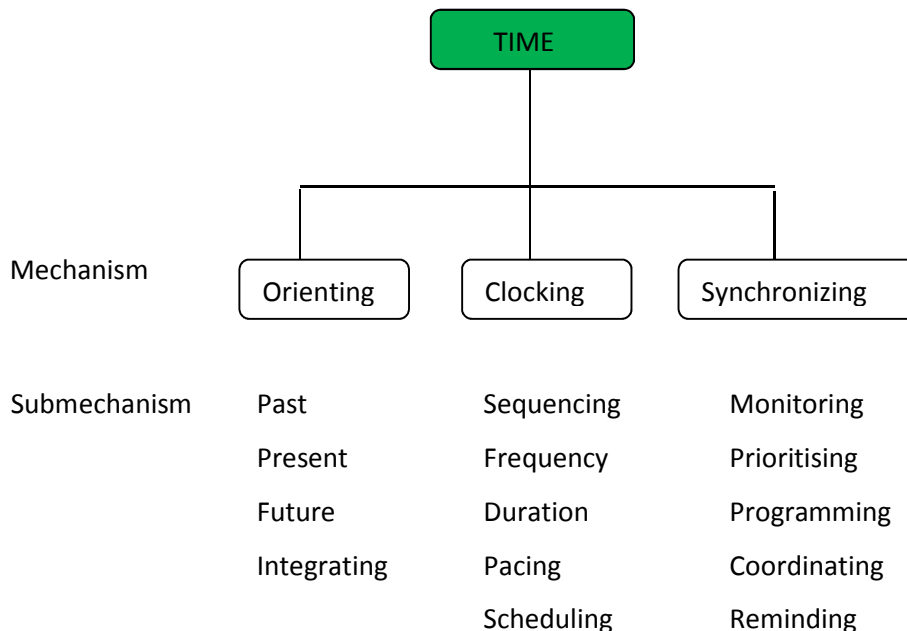 TIME
Mechanism
Orienting Clocking Synchronizing
Submechanism Past Sequencing Monitoring
Present Frequency Prioritising
Future Duration Programming
Integrating Pacing Coordinating
Scheduling Reminding